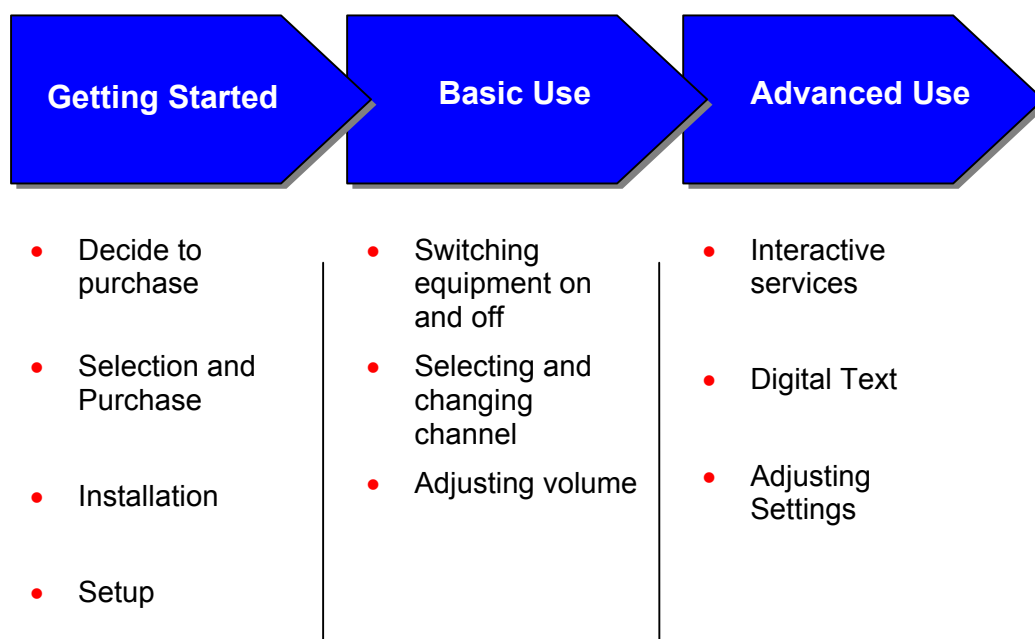 Getting Started
Basic Use
Advanced Use
Decide to
purchase
Selection and
Purchase
Installation
Setup
Switching
equipment on
and off
Selecting and
changing
channel
Adjusting volume
Interactive
services
Digital Text
Adjusting
Settings